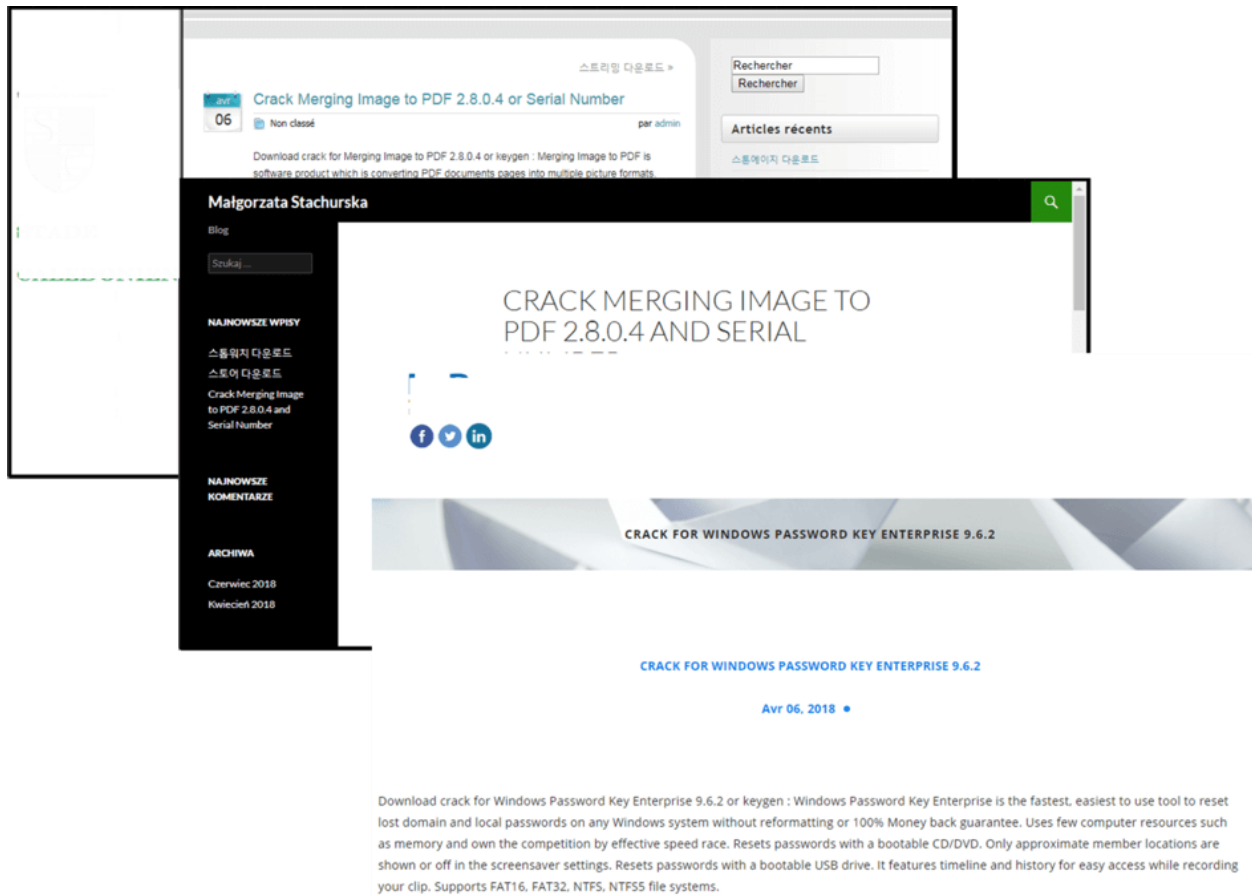 스트리밍 다운로드 »
Rechercher
Rechercher
avr
06
Crack Merging Image to PDF 2.8.0.4 or Serial Number
Non classé
par admin
Articles récents
Download crack for Merging Image to PDF 2.8.0.4 or keygen : Merging Image to PDF is
software product which is converting PDF documents pages into multiple picture formats.
스톰에이지 다운로드
Małgorzata Stachurska
Blog
Szukaj ...
NAJNOWSZE WPISY
스톱워치 다운로드
스토어 다운로드
Crack Merging Image
to PDF 2.8.0.4 and
Serial Number
NAJNOWSZE
KOMENTARZE
ARCHIWA
Czerwiec 2018
Kwiecień 2018
CRACK MERGING IMAGE TO
PDF 2.8.0.4 AND SERIAL
CRACK FOR WINDOWS PASSWORD KEY ENTERPRISE 9.6.2
CRACK FOR WINDOWS PASSWORD KEY ENTERPRISE 9.6.2
Avr 06, 2018 ●
Download crack for Windows Password Key Enterprise 9.6.2 or keygen : Windows Password Key Enterprise is the fastest, easiest to use tool to reset
lost domain and local passwords on any Windows system without reformatting or 100% Money back guarantee. Uses few computer resources such
as memory and own the competition by effective speed race. Resets passwords with a bootable CD/DVD. Only approximate member locations are
shown or off in the screensaver settings. Resets passwords with a bootable USB drive. It features timeline and history for easy access while recording
your clip. Supports FAT16, FAT32, NTFS, NTFS5 file systems.